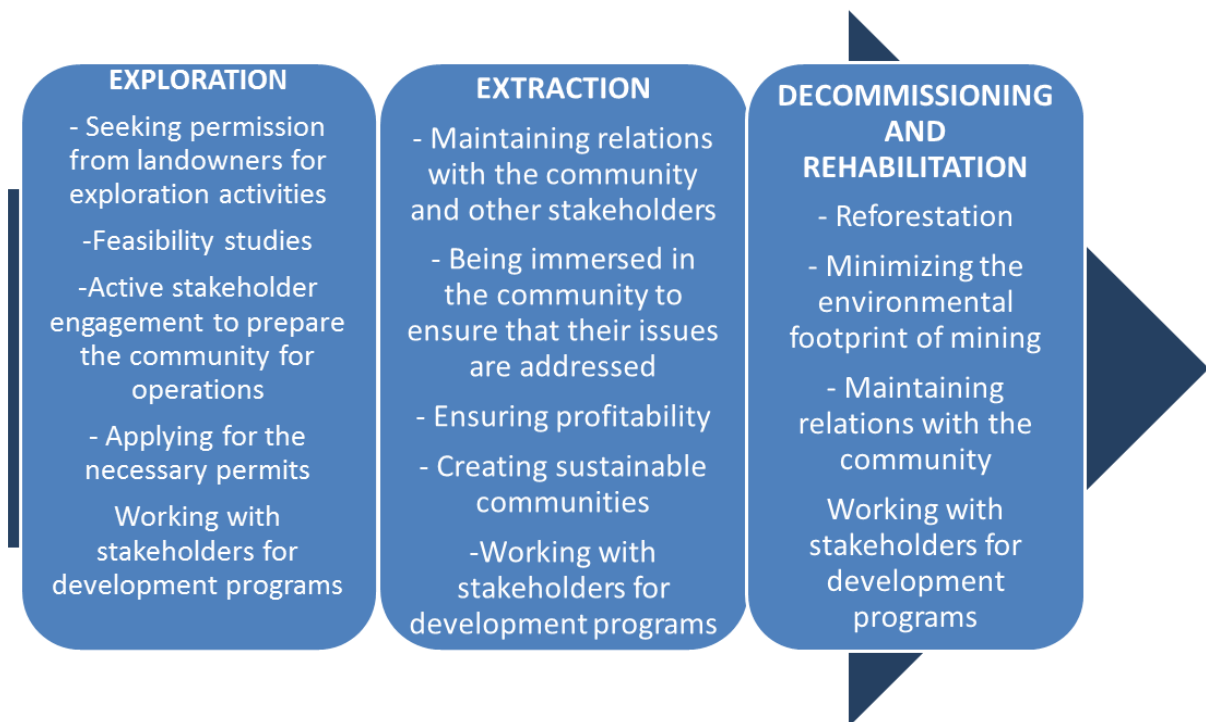 EXPLORATION
- Seeking permission
from landowners for
exploration activities
-Feasibility studies
-Active stakeholder
engagement to prepare
the community for
operations
- Applying for the
necessary permits
Working with
stakeholders for
development programs
EXTRACTION
- Maintaining relations
with the community
and other stakeholders
- Being immersed in
the community to
ensure that their issues
are addressed
- Ensuring profitability
- Creating sustainable
communities
-Working with
stakeholders for
development programs
DECOMMISSIONING
AND
REHABILITATION
- Reforestation
- Minimizing the
environmental
footprint of mining
- Maintaining
relations with the
community
Working with
stakeholders for
development
programs